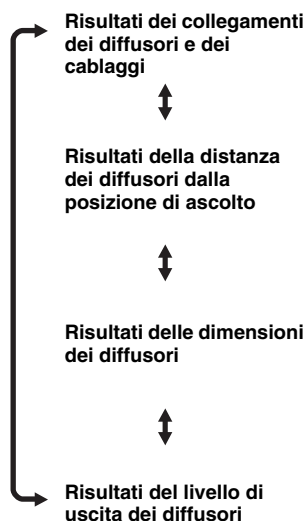 Risultati dei collegamenti
dei diffusori e dei
cablaggi
Risultati della distanza
dei diffusori dalla
posizione di ascolto
Risultati delle dimensioni
dei diffusori
Risultati del livello di
uscita dei diffusori